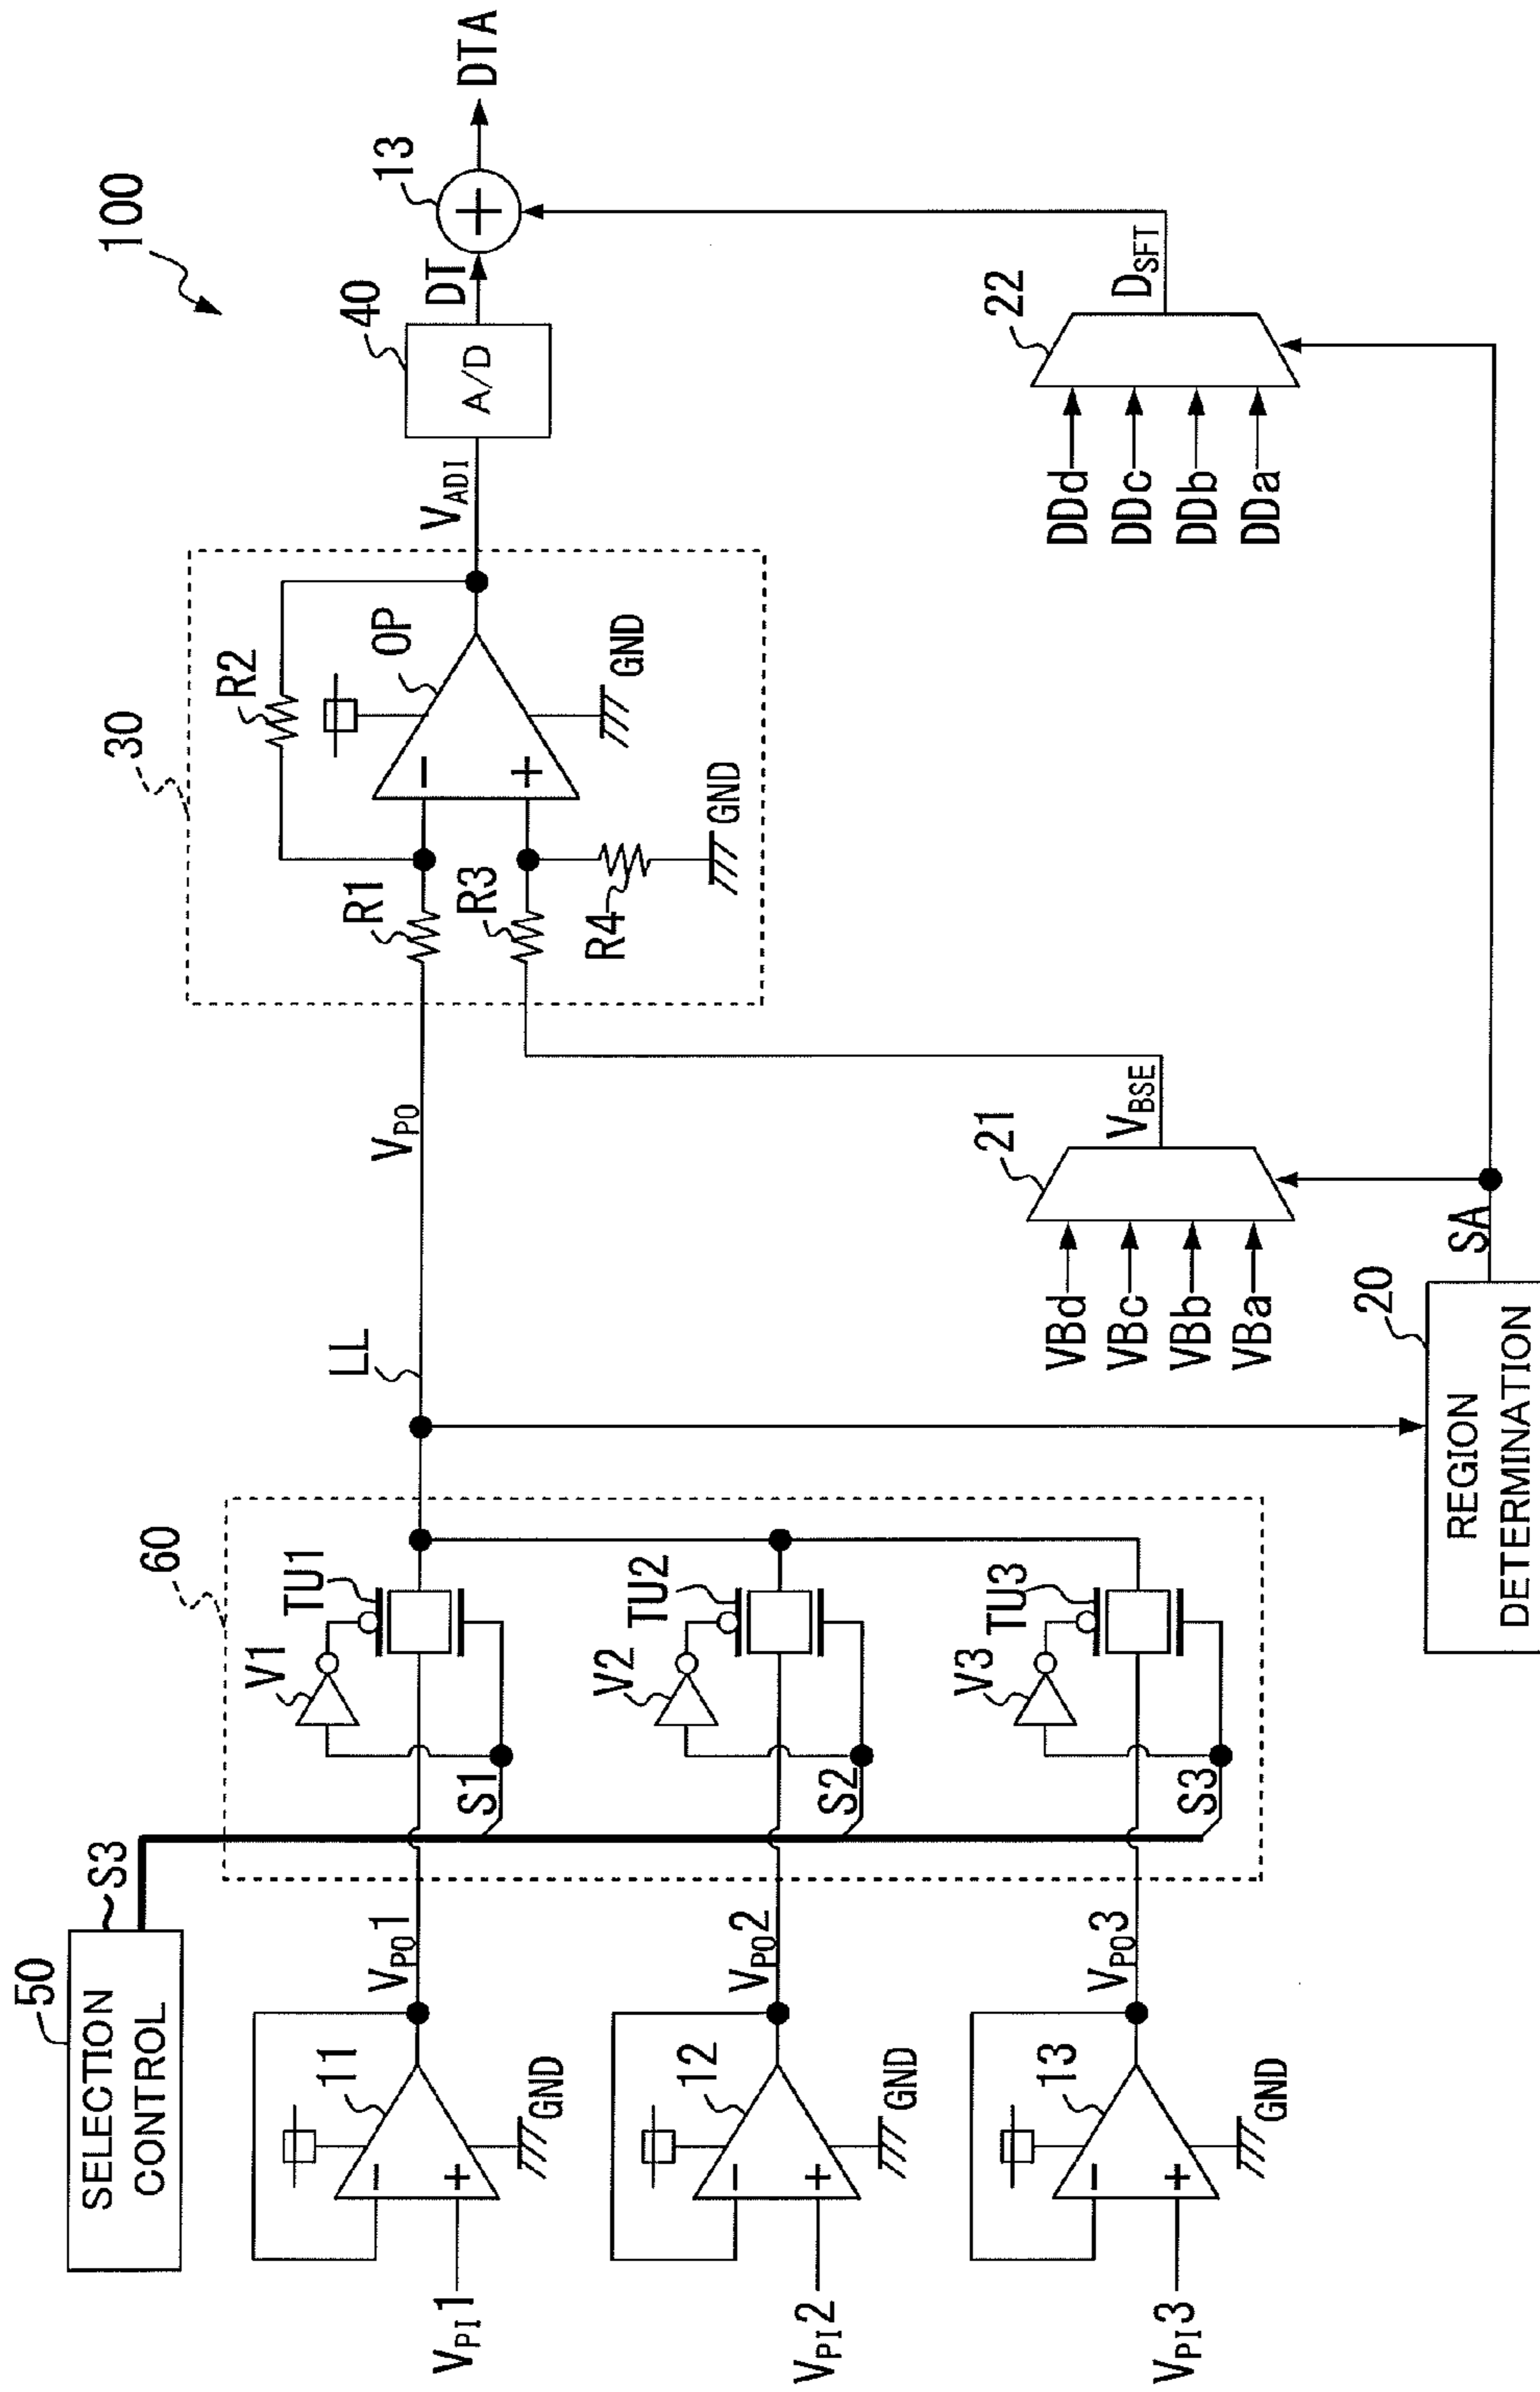 100
50
SELECTION
CONTROL
~S3
60
V1
TU1
S1
V2
TU2
S2
V3
TU3
S3
VPI1
11
GND
VPO1
VPI2
12
GND
VPO2
VPI3
13
GND
VPO3
LL
VPO
20
REGION
DETERMINATION
SA
21
VBd
VBc
VBb
VBa
VBSE
30
R1
R2
R3
R4
GND
OP
GND
VADI
40
A/D
DT
13
DTA
22
DDd
DDc
DDb
DDa
DSFT